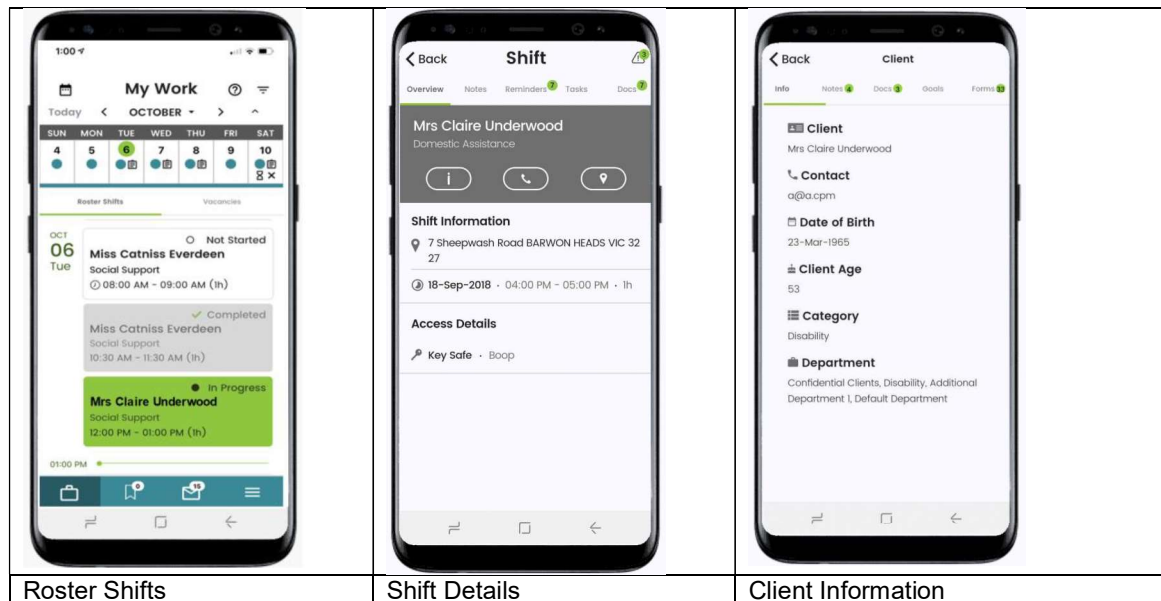 1:00
My Work
Today < OCTOBER >
SUN MON TUE WED THU FRI SAT
4 5 6 7 8 9 10
Roster Shifts Vacancies
OCT
06
Tue
Not Started
Miss Catniss Everdeen
Social Support
08:00 AM - 09:00 AM (1h)
Completed
Miss Catniss Everdeen
Social Support
10:30 AM - 11:30 AM (1h)
In Progress
Mrs Claire Underwood
Social Support
12:00 PM - 01:00 PM (1h)
01:00 PM
0 15
Roster Shifts
Back Shift 3
Overview Notes Reminders 7 Tasks Docs 7
Mrs Claire Underwood
Domestic Assistance
Shift Information
7 Sheepwash Road BARWON HEADS VIC 32
27
18-Sep-2018 · 04:00 PM - 05:00 PM · 1h
Access Details
Key Safe · Boop
Shift Details
Back Client
Info Notes 4 Docs 3 Goals Forms 33
Client
Mrs Claire Underwood
Contact
a@a.cpm
Date of Birth
23-Mar-1965
Client Age
53
Category
Disability
Department
Confidential Clients, Disability, Additional
Department 1, Default Department
Client Information